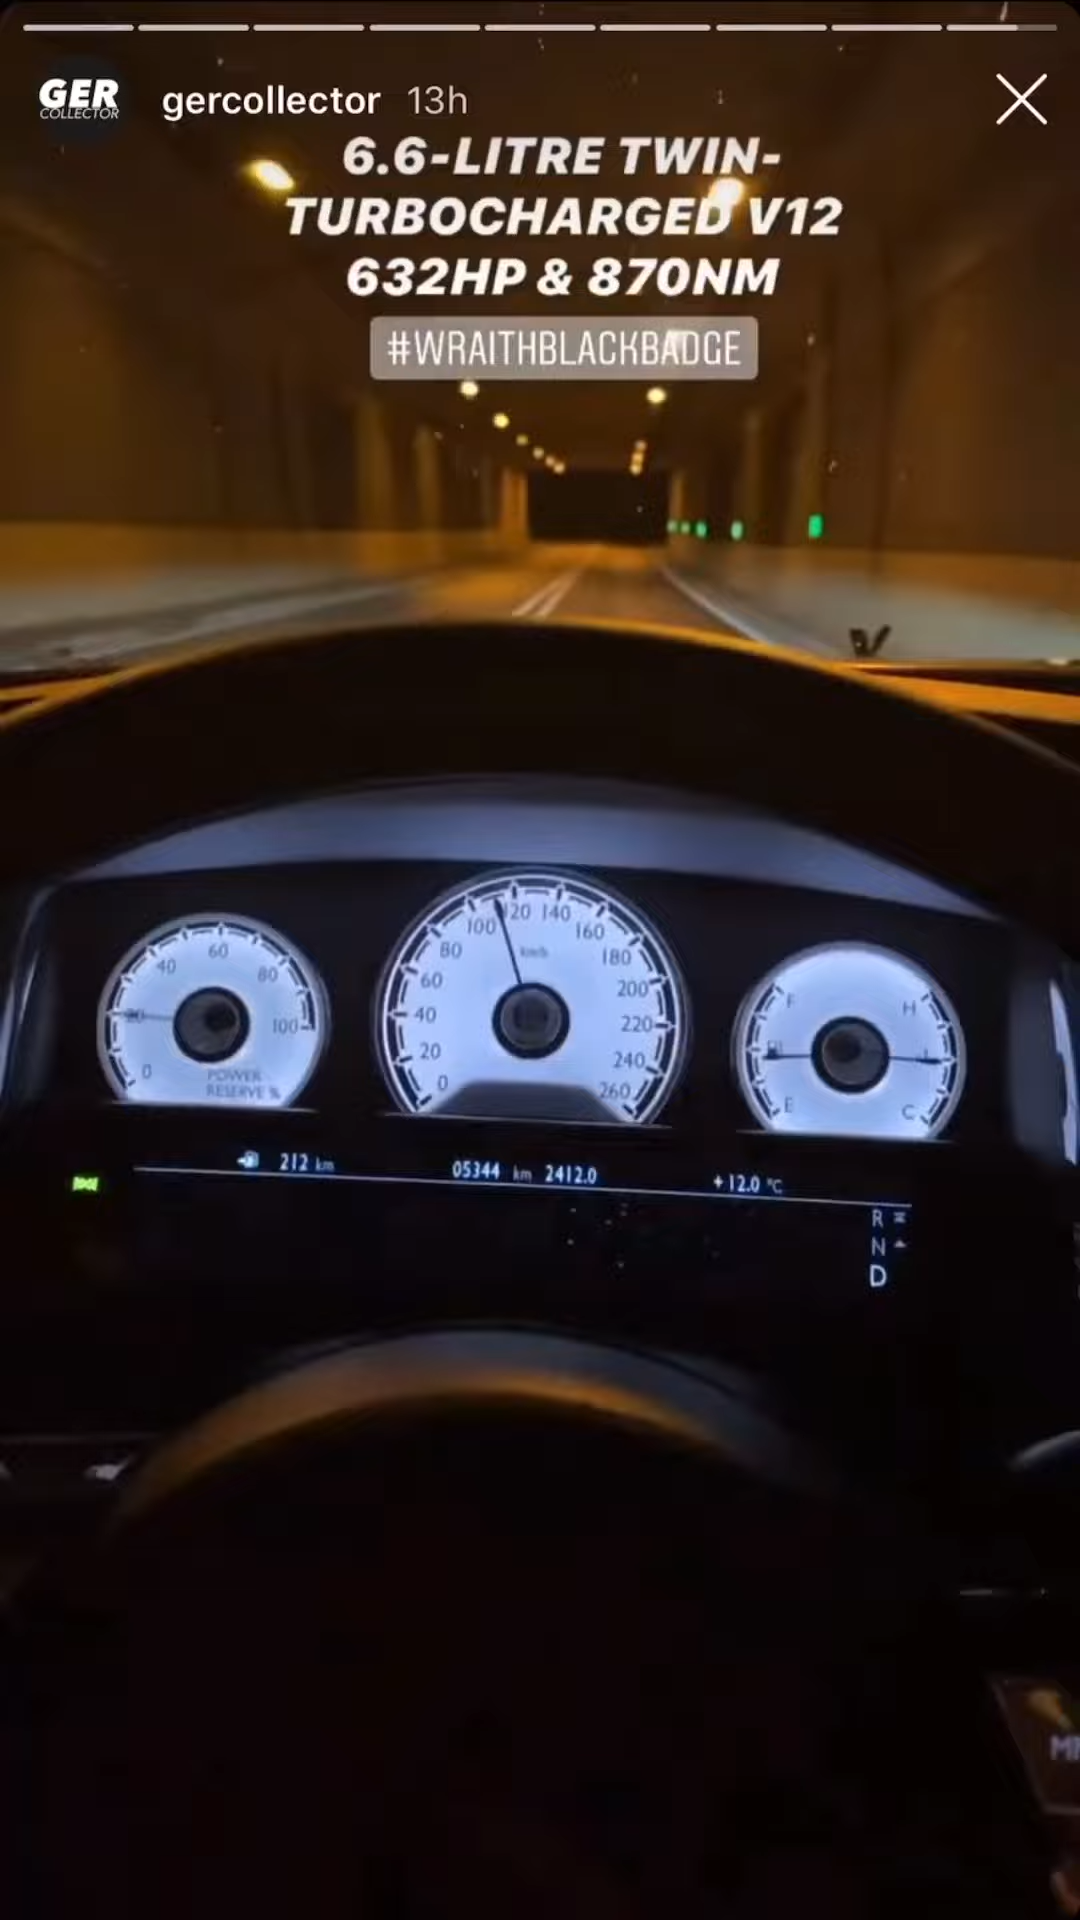 GER
COLLECTOR
gercollector 13h
6.6-LITRE TWIN-
TURBOCHARGED V12
632HP & 870NM
#WRAITHBLACKBADGE
0
20
40
60
80
100
POWER
RESERVE %
0
20
40
60
80
100
120
140
160
180
200
220
240
260
km/h
F
E
H
C
212 km
05344 km 2412.0
+12.0 °C
R
N
D